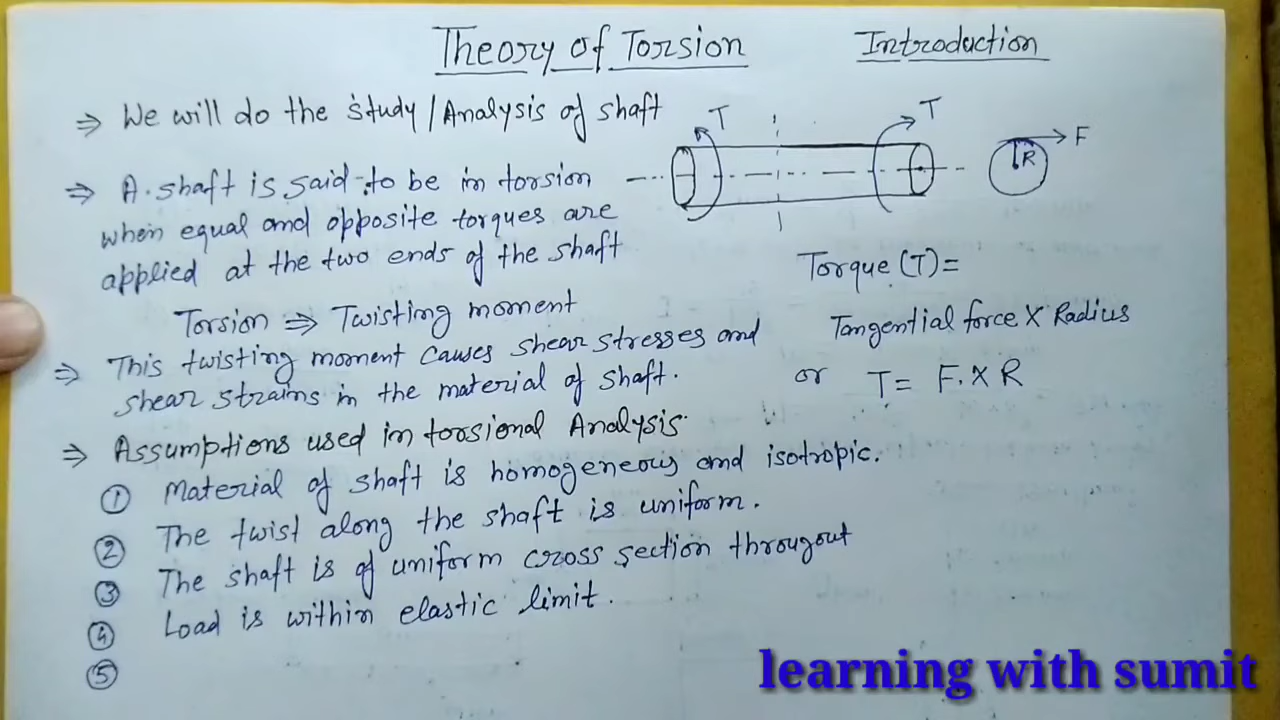 Theory of Torsion Introduction
⇒ We will do the study/Analysis of shaft
⇒ A shaft is said to be in torsion
when equal and opposite torques are
applied at the two ends of the shaft
Torsion ⇒ Twisting moment
⇒ This twisting moment causes shear stresses and
shear strains in the material of shaft.
⇒ Assumptions used in torsional Analysis
① Material of shaft is homogeneous and isotropic.
② The twist along the shaft is uniform.
③ The shaft is of uniform cross section througout
④ Load is within elastic limit.
⑤
T T
F
R
Torque (T) =
Tangential force X Radius
or T = F. X R
learning with sumit